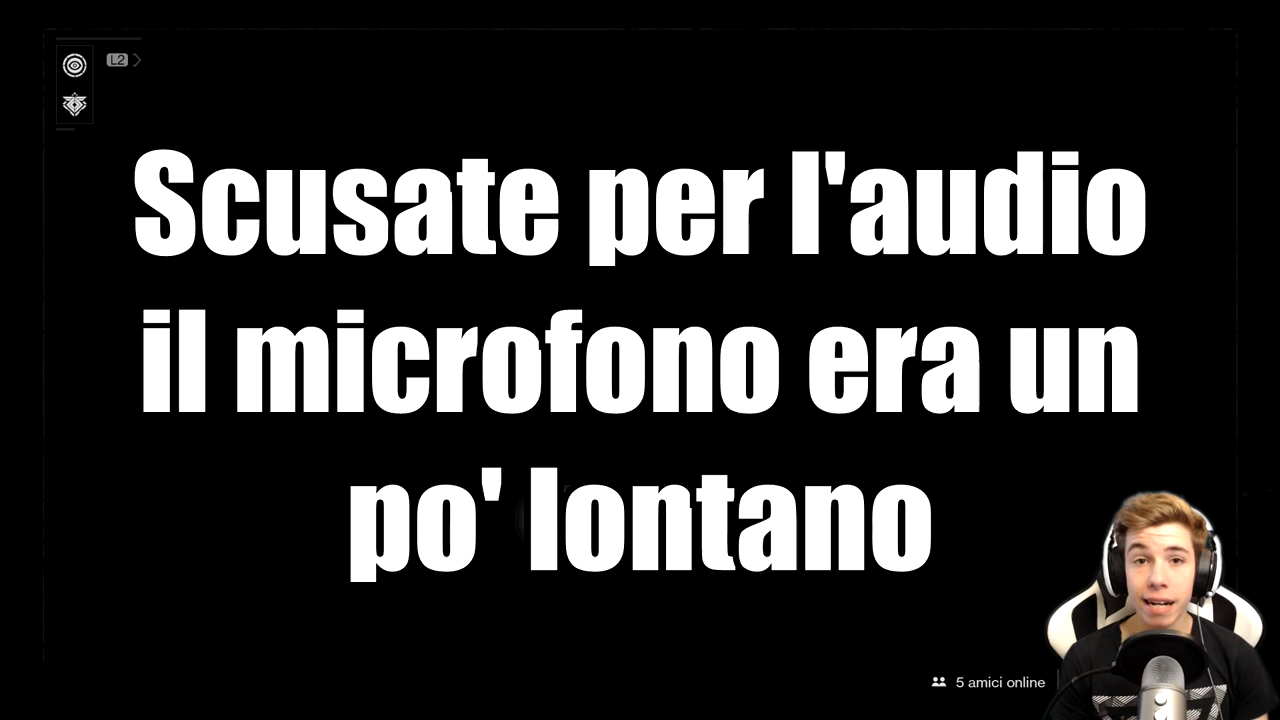 L2
Scusate per l'audio
il microfono era un
po' lontano
5 amici online